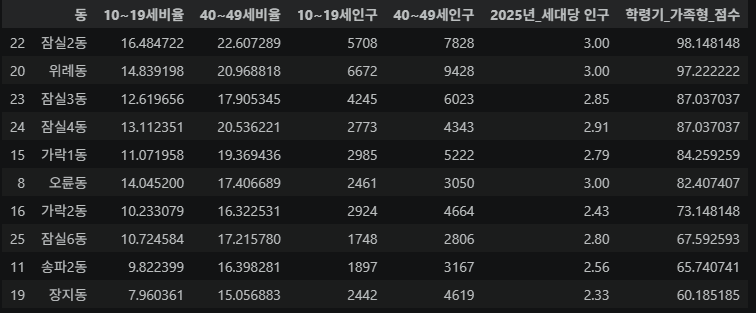 동 10~19세비율 40~49세비율 10~19세인구 40~49세인구 2025년_세대당 인구 학령기_가족형_점수
22 잠실2동 16.484722 22.607289 5708 7828 3.00 98.148148
20 위례동 14.839198 20.968818 6672 9428 3.00 97.222222
23 잠실3동 12.619656 17.905345 4245 6023 2.85 87.037037
24 잠실4동 13.112351 20.536221 2773 4343 2.91 87.037037
15 가락1동 11.071958 19.369436 2985 5222 2.79 84.259259
8 오륜동 14.045200 17.406689 2461 3050 3.00 82.407407
16 가락2동 10.233079 16.322531 2924 4664 2.43 73.148148
25 잠실6동 10.724584 17.215780 1748 2806 2.80 67.592593
11 송파2동 9.822399 16.398281 1897 3167 2.56 65.740741
19 장지동 7.960361 15.056883 2442 4619 2.33 60.185185